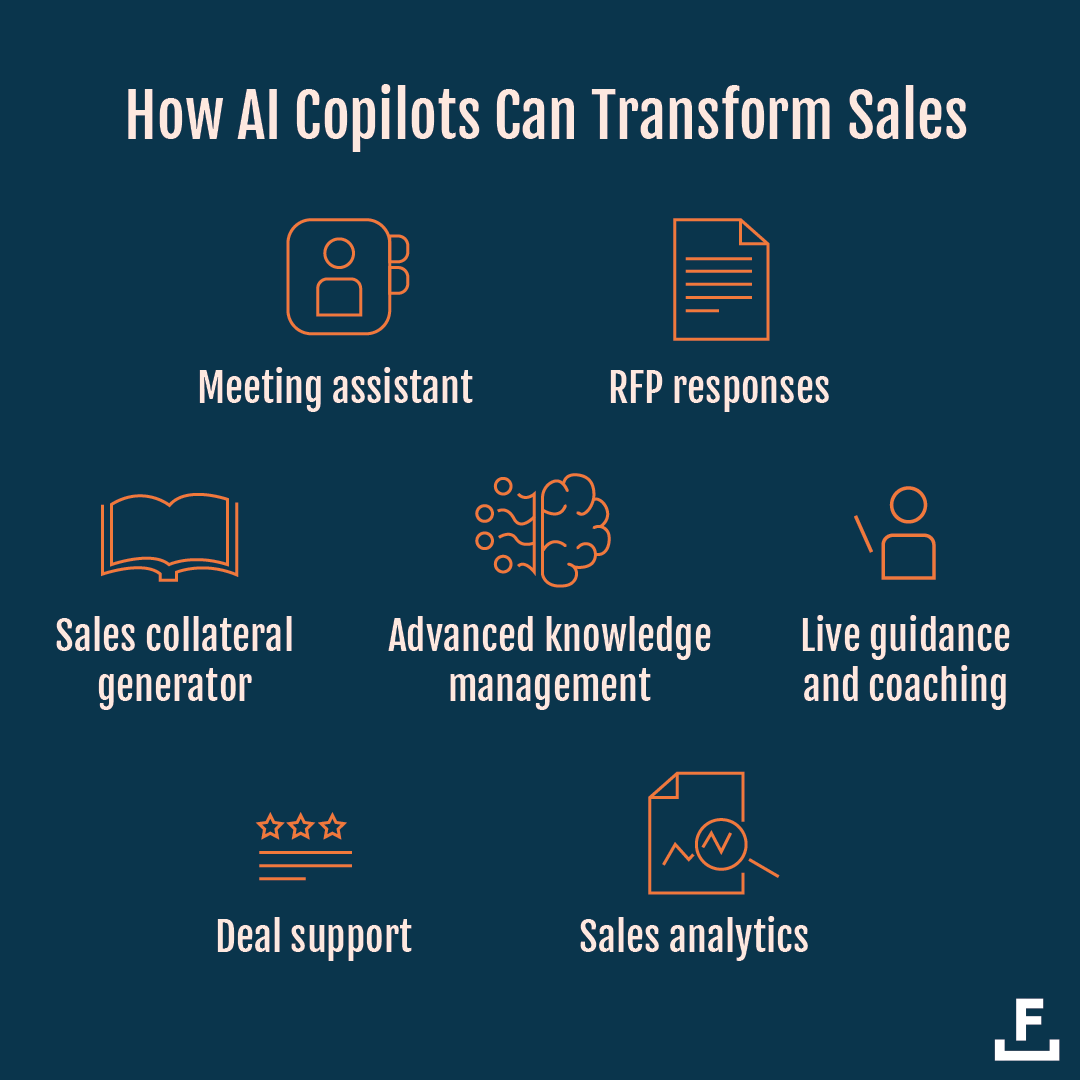 How AI Copilots Can Transform Sales
Meeting assistant
RFP responses
Sales collateral
generator
Advanced knowledge
management
Live guidance
and coaching
Deal support
Sales analytics
F